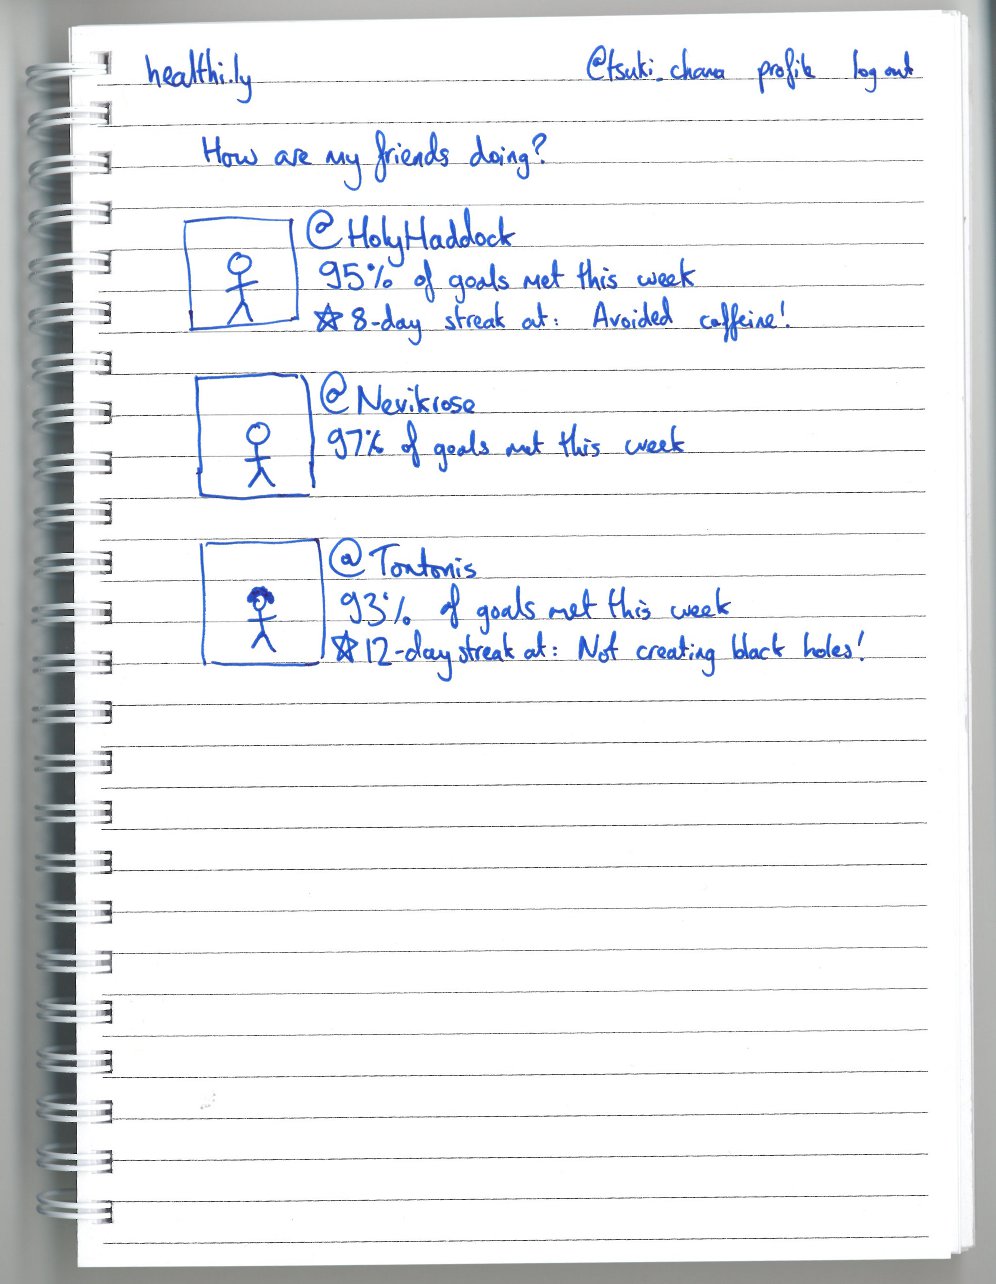 healthi.ly @tsuki_chama profile log out
How are my friends doing?
@HolyHaddock
95% of goals met this week
☆ 8-day streak at: Avoided caffeine!
@Nevikrose
97% of goals met this week
@Tontonis
93% of goals met this week
☆ 12-day streak at: Not creating black holes!